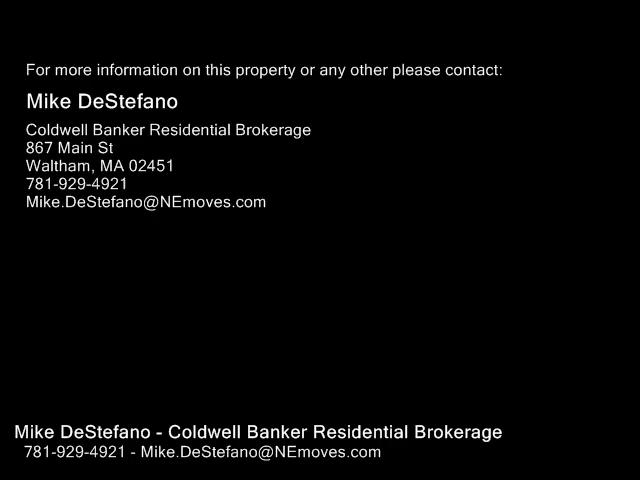 For more information on this property or any other please contact:
Mike DeStefano
Coldwell Banker Residential Brokerage
867 Main St
Waltham, MA 02451
781-929-4921
Mike.DeStefano@NEmoves.com
Mike DeStefano - Coldwell Banker Residential Brokerage
781-929-4921 - Mike.DeStefano@NEmoves.com